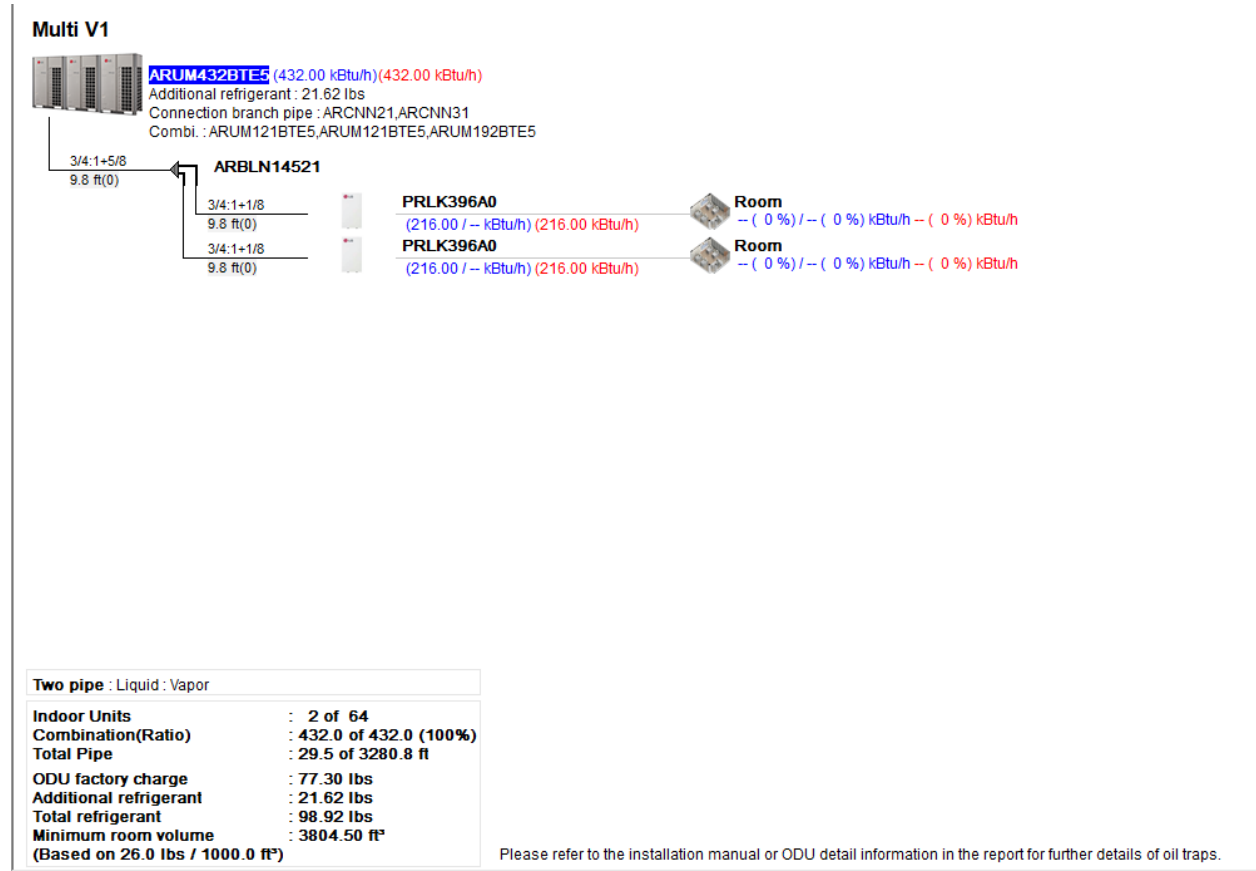 Multi V1
ARUM432BTE5 (432.00 kBtu/h)(432.00 kBtu/h)
Additional refrigerant : 21.62 lbs
Connection branch pipe : ARCNN21,ARCNN31
Combi. : ARUM121BTE5,ARUM121BTE5,ARUM192BTE5
3/4:1+5/8
9.8 ft(0)
ARBLN14521
3/4:1+1/8
9.8 ft(0)
PRLK396A0
(216.00 / -- kBtu/h) (216.00 kBtu/h)
Room
-- ( 0 %) / -- ( 0 %) kBtu/h -- ( 0 %) kBtu/h
3/4:1+1/8
9.8 ft(0)
PRLK396A0
(216.00 / -- kBtu/h) (216.00 kBtu/h)
Room
-- ( 0 %) / -- ( 0 %) kBtu/h -- ( 0 %) kBtu/h
Two pipe : Liquid : Vapor
Indoor Units : 2 of 64
Combination(Ratio) : 432.0 of 432.0 (100%)
Total Pipe : 29.5 of 3280.8 ft
ODU factory charge : 77.30 lbs
Additional refrigerant : 21.62 lbs
Total refrigerant : 98.92 lbs
Minimum room volume : 3804.50 ft³
(Based on 26.0 lbs / 1000.0 ft³)
Please refer to the installation manual or ODU detail information in the report for further details of oil traps.